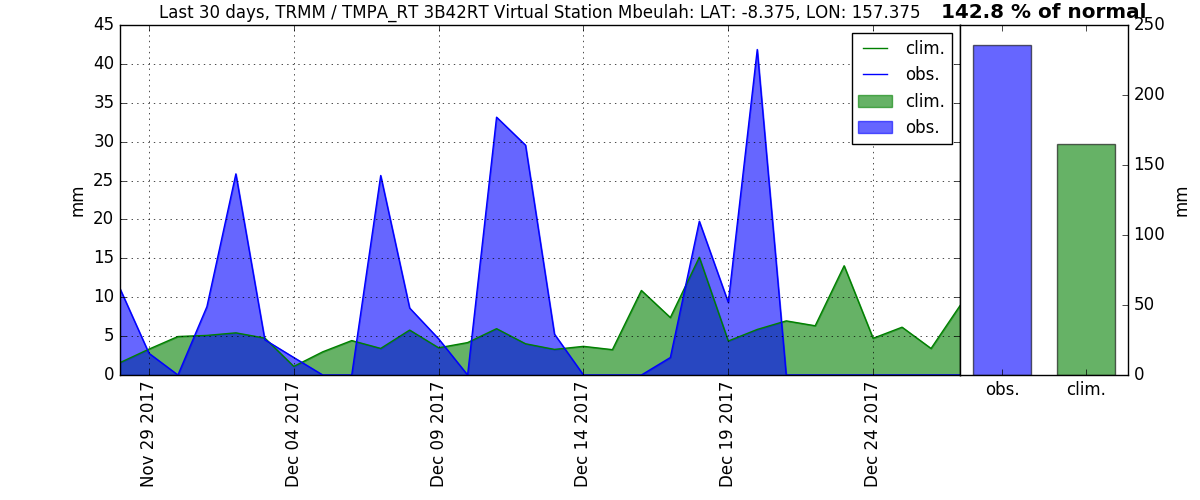 Last 30 days, TRMM / TMPA_RT 3B42RT Virtual Station Mbeulah: LAT: -8.375, LON: 157.375
142.8 % of normal
45
40
35
30
25
20
15
10
5
0
mm
clim.
obs.
clim.
obs.
Nov 29 2017
Dec 04 2017
Dec 09 2017
Dec 14 2017
Dec 19 2017
Dec 24 2017
250
200
150
100
50
0
mm
obs.
clim.